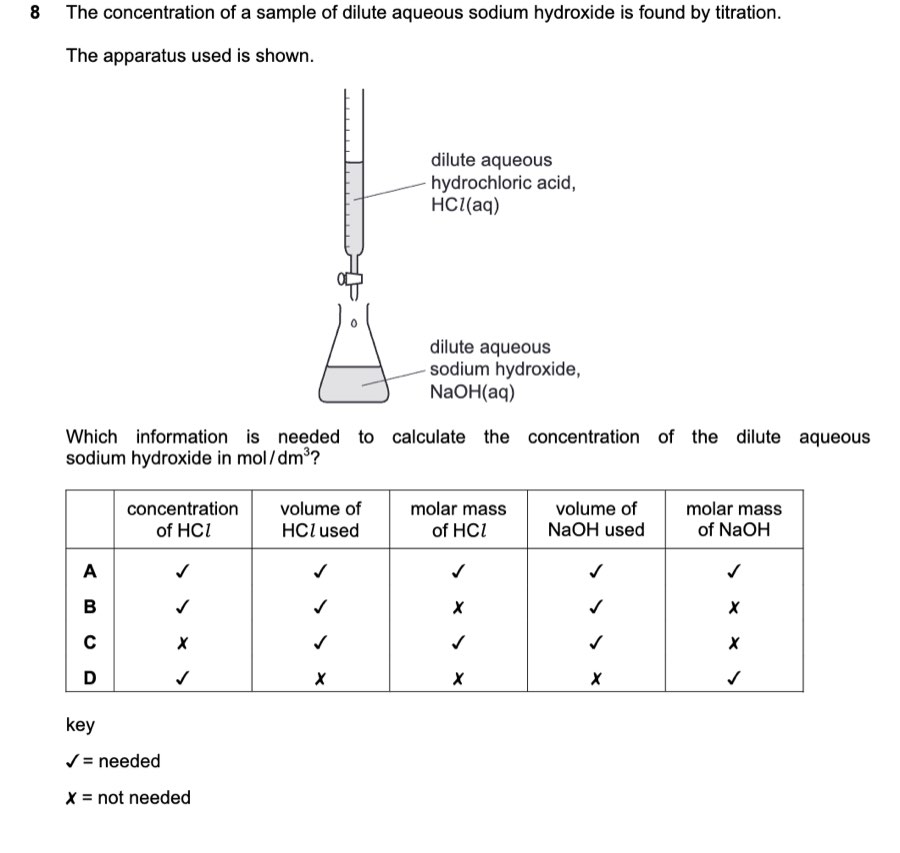 8 The concentration of a sample of dilute aqueous sodium hydroxide is found by titration.
The apparatus used is shown.
dilute aqueous
hydrochloric acid,
HCl(aq)
dilute aqueous
sodium hydroxide,
NaOH(aq)
Which information is needed to calculate the concentration of the dilute aqueous
sodium hydroxide in mol/dm³?
concentration of HCl volume of HCl used molar mass of HCl volume of NaOH used molar mass of NaOH
A ✓ ✓ ✓ ✓ ✓
B ✓ ✓ ✗ ✓ ✗
C ✗ ✓ ✓ ✓ ✗
D ✓ ✗ ✗ ✗ ✓
key
✓ = needed
✗ = not needed